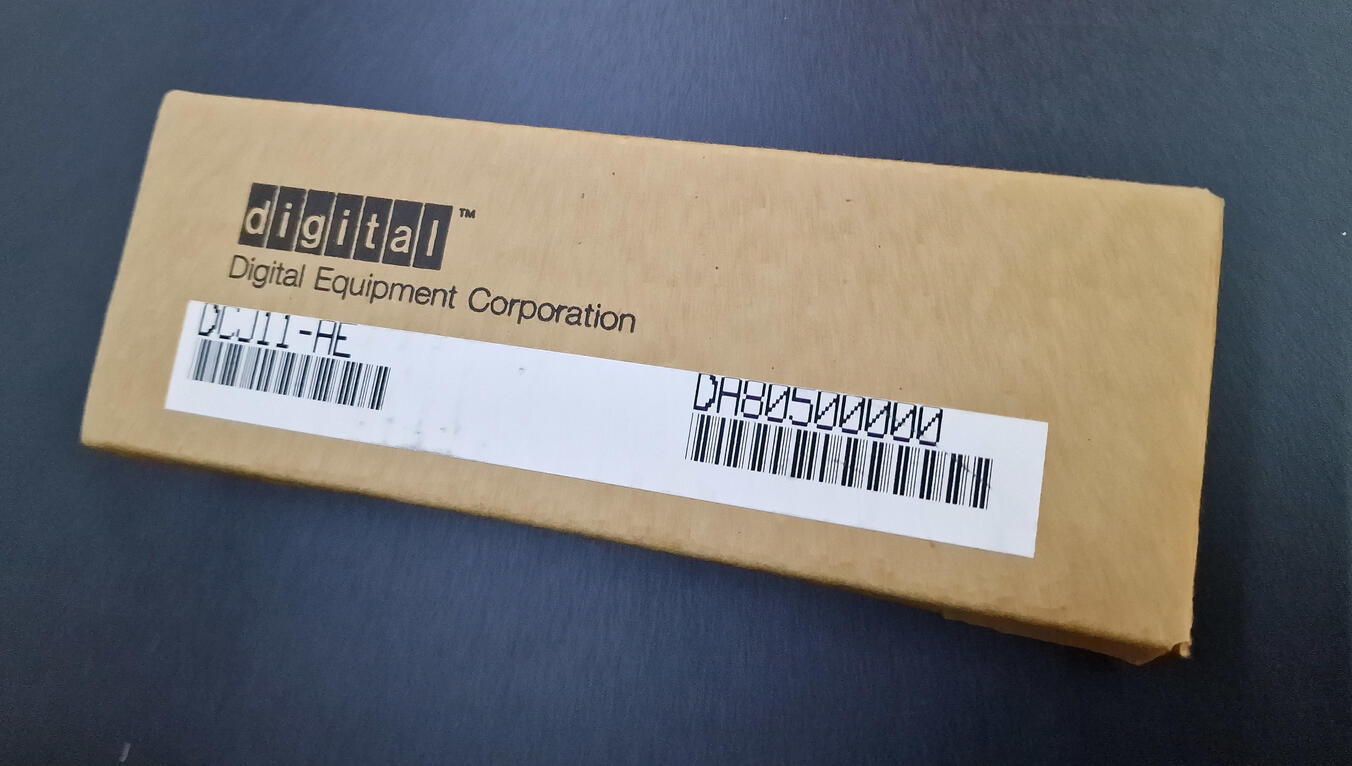 digital™
Digital Equipment Corporation
DCJ11-AE
DA80500000